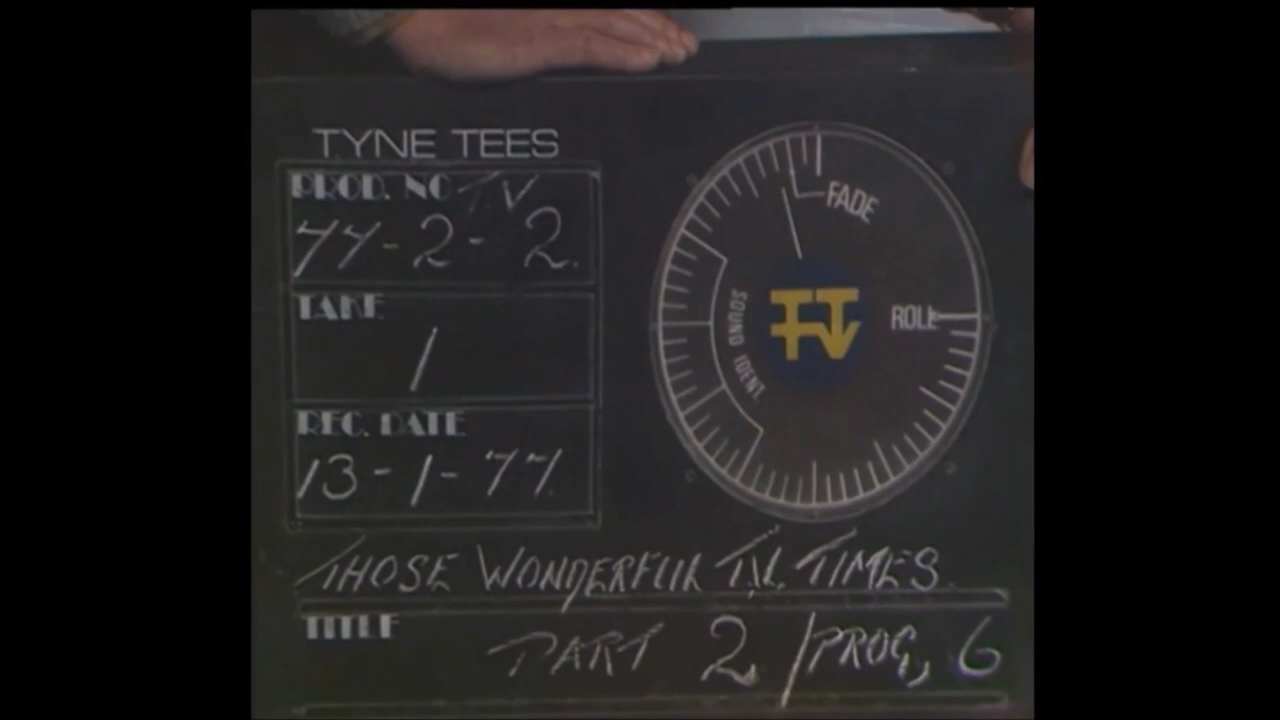 TYNE TEES
PROD. NO T.V
77-2-2.
TAKE
1
REC. DATE
13-1-77.
FADE
SOUND IDENT
TTTV
ROLL
THOSE WONDERFUL T.V. TIMES.
TITLE
PART 2/PROG, 6